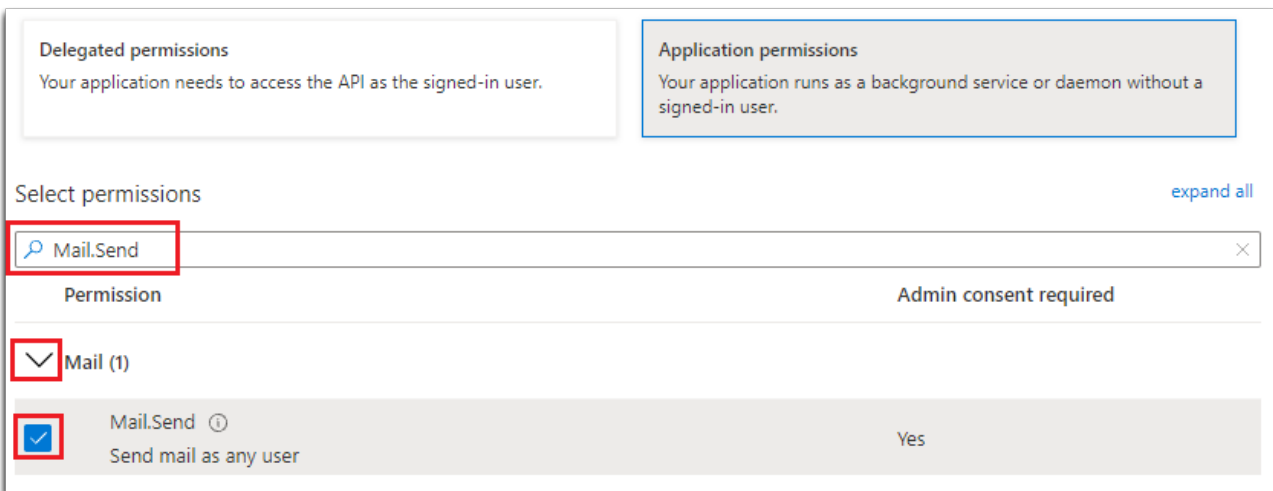 Delegated permissions
Your application needs to access the API as the signed-in user.
Application permissions
Your application runs as a background service or daemon without a
signed-in user.
Select permissions
expand all
Mail.Send
Permission
Admin consent required
Mail (1)
Mail.Send
Send mail as any user
Yes